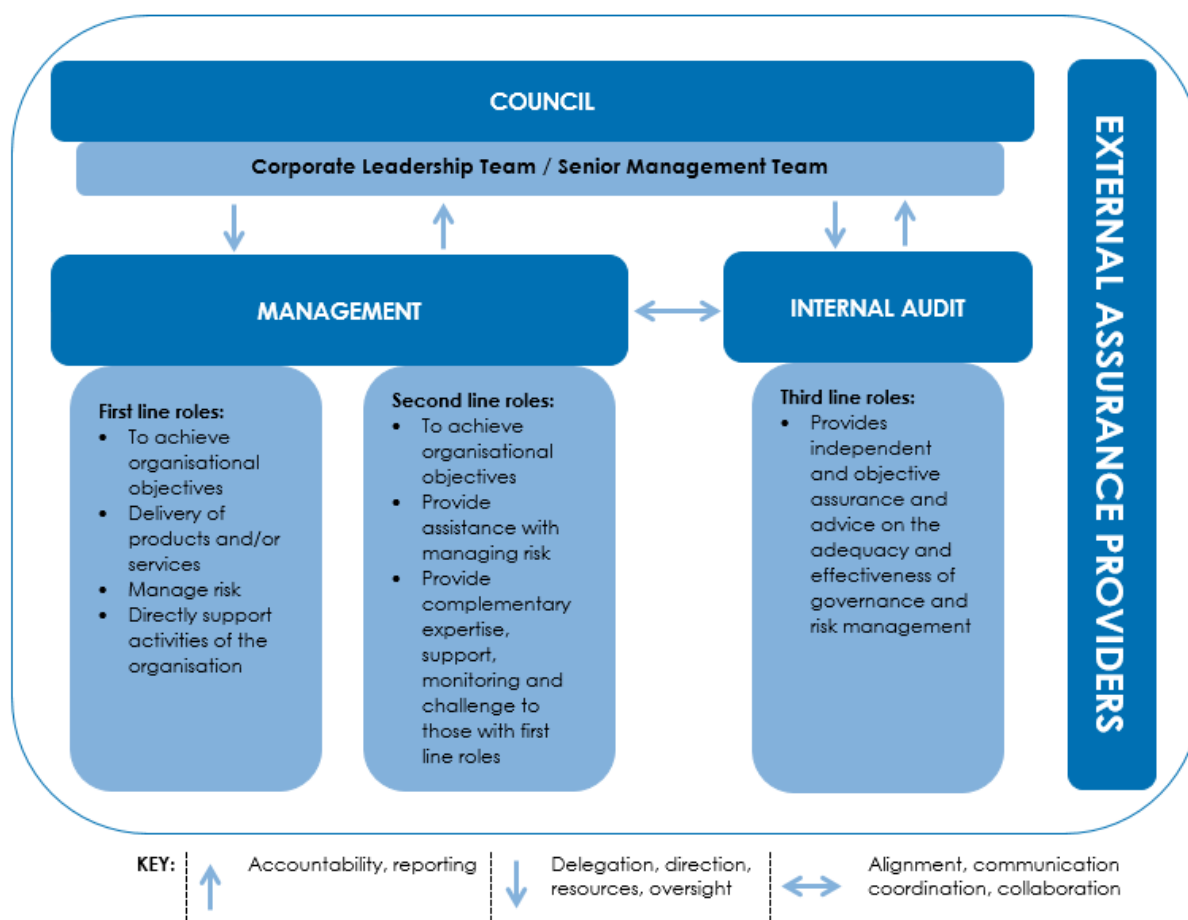 COUNCIL
Corporate Leadership Team / Senior Management Team
MANAGEMENT
INTERNAL AUDIT
First line roles:
• To achieve
organisational
objectives
• Delivery of
products and/or
services
• Manage risk
• Directly support
activities of the
organisation
Second line roles:
• To achieve
organisational
objectives
• Provide
assistance with
managing risk
• Provide
complementary
expertise,
support,
monitoring and
challenge to
those with first
line roles
Third line roles:
• Provides
independent
and objective
assurance and
advice on the
adequacy and
effectiveness of
governance and
risk management
EXTERNAL ASSURANCE PROVIDERS
KEY:
Accountability, reporting
Delegation, direction,
resources, oversight
Alignment, communication
coordination, collaboration